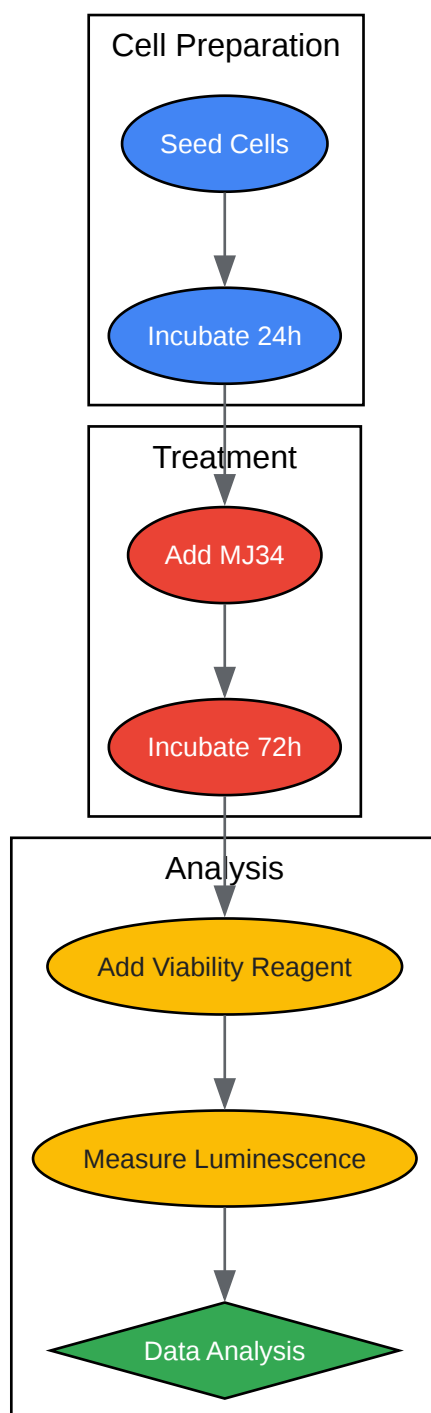 Cell Preparation
Seed Cells
Incubate 24h
Treatment
Add MJ34
Incubate 72h
Analysis
Add Viability Reagent
Measure Luminescence
Data Analysis